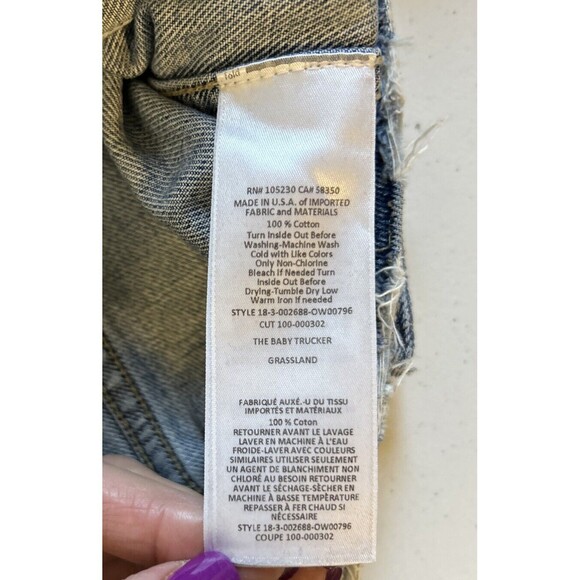 fold
RN# 105230 CA# 58350
MADE IN U.S.A. of IMPORTED
FABRIC and MATERIALS
100 % Cotton
Turn Inside Out Before
Washing-Machine Wash
Cold with Like Colors
Only Non-Chlorine
Bleach If Needed Turn
Inside Out Before
Drying-Tumble Dry Low
Warm Iron if needed
STYLE 18-3-002688-OW00796
CUT 100-000302
THE BABY TRUCKER
GRASSLAND
FABRIQUÉ AUXÉ.-U DU TISSU
IMPORTÉS ET MATÉRIAUX
100 % Coton
RETOURNER AVANT LE LAVAGE
LAVER EN MACHINE À L'EAU
FROIDE-LAVER AVEC COULEURS
SIMILAIRES UTILISER SEULEMENT
UN AGENT DE BLANCHIMENT NON
CHLORÉ AU BESOIN RETOURNER
AVANT LE SÉCHAGE-SÉCHER EN
MACHINE À BASSE TEMPÉRATURE
REPASSER À FER CHAUD SI
NÉCESSAIRE
STYLE 18-3-002688-OW00796
COUPE 100-000302